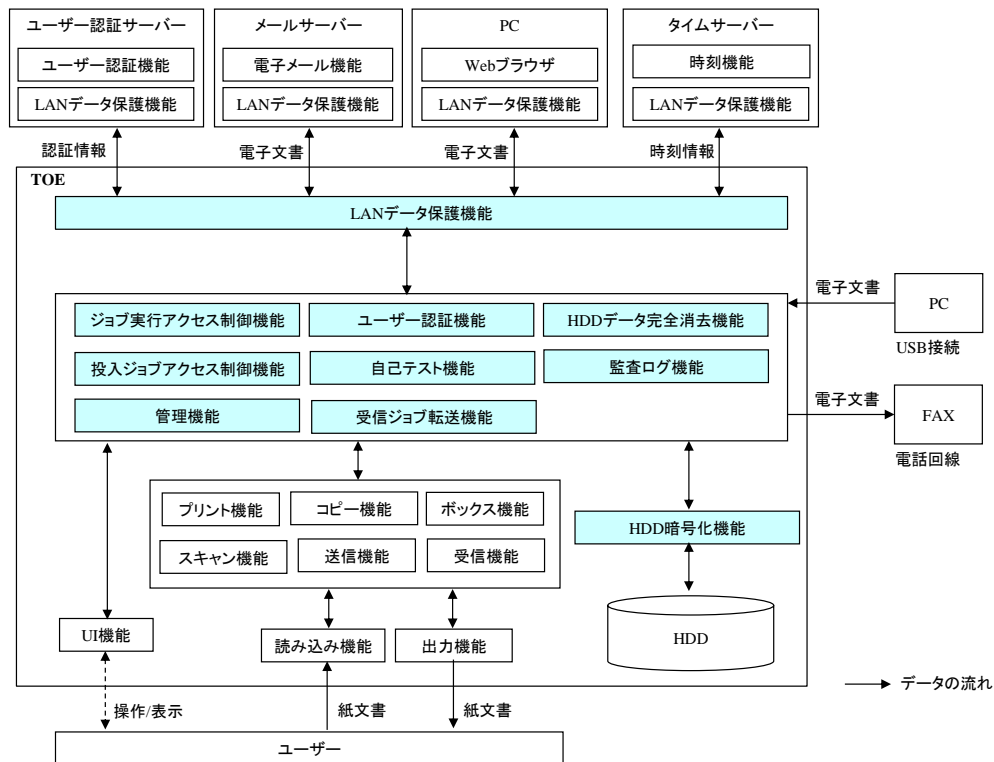 ユーザー認証サーバー
ユーザー認証機能
LANデータ保護機能
メールサーバー
電子メール機能
LANデータ保護機能
PC
Webブラウザ
LANデータ保護機能
タイムサーバー
時刻機能
LANデータ保護機能
認証情報
電子文書
電子文書
時刻情報
TOE
LANデータ保護機能
ジョブ実行アクセス制御機能
ユーザー認証機能
HDDデータ完全消去機能
投入ジョブアクセス制御機能
自己テスト機能
監査ログ機能
管理機能
受信ジョブ転送機能
電子文書
PC
USB接続
電子文書
FAX
電話回線
プリント機能
コピー機能
ボックス機能
スキャン機能
送信機能
受信機能
HDD暗号化機能
HDD
UI機能
読み込み機能
出力機能
データの流れ
操作/表示
紙文書
紙文書
ユーザー